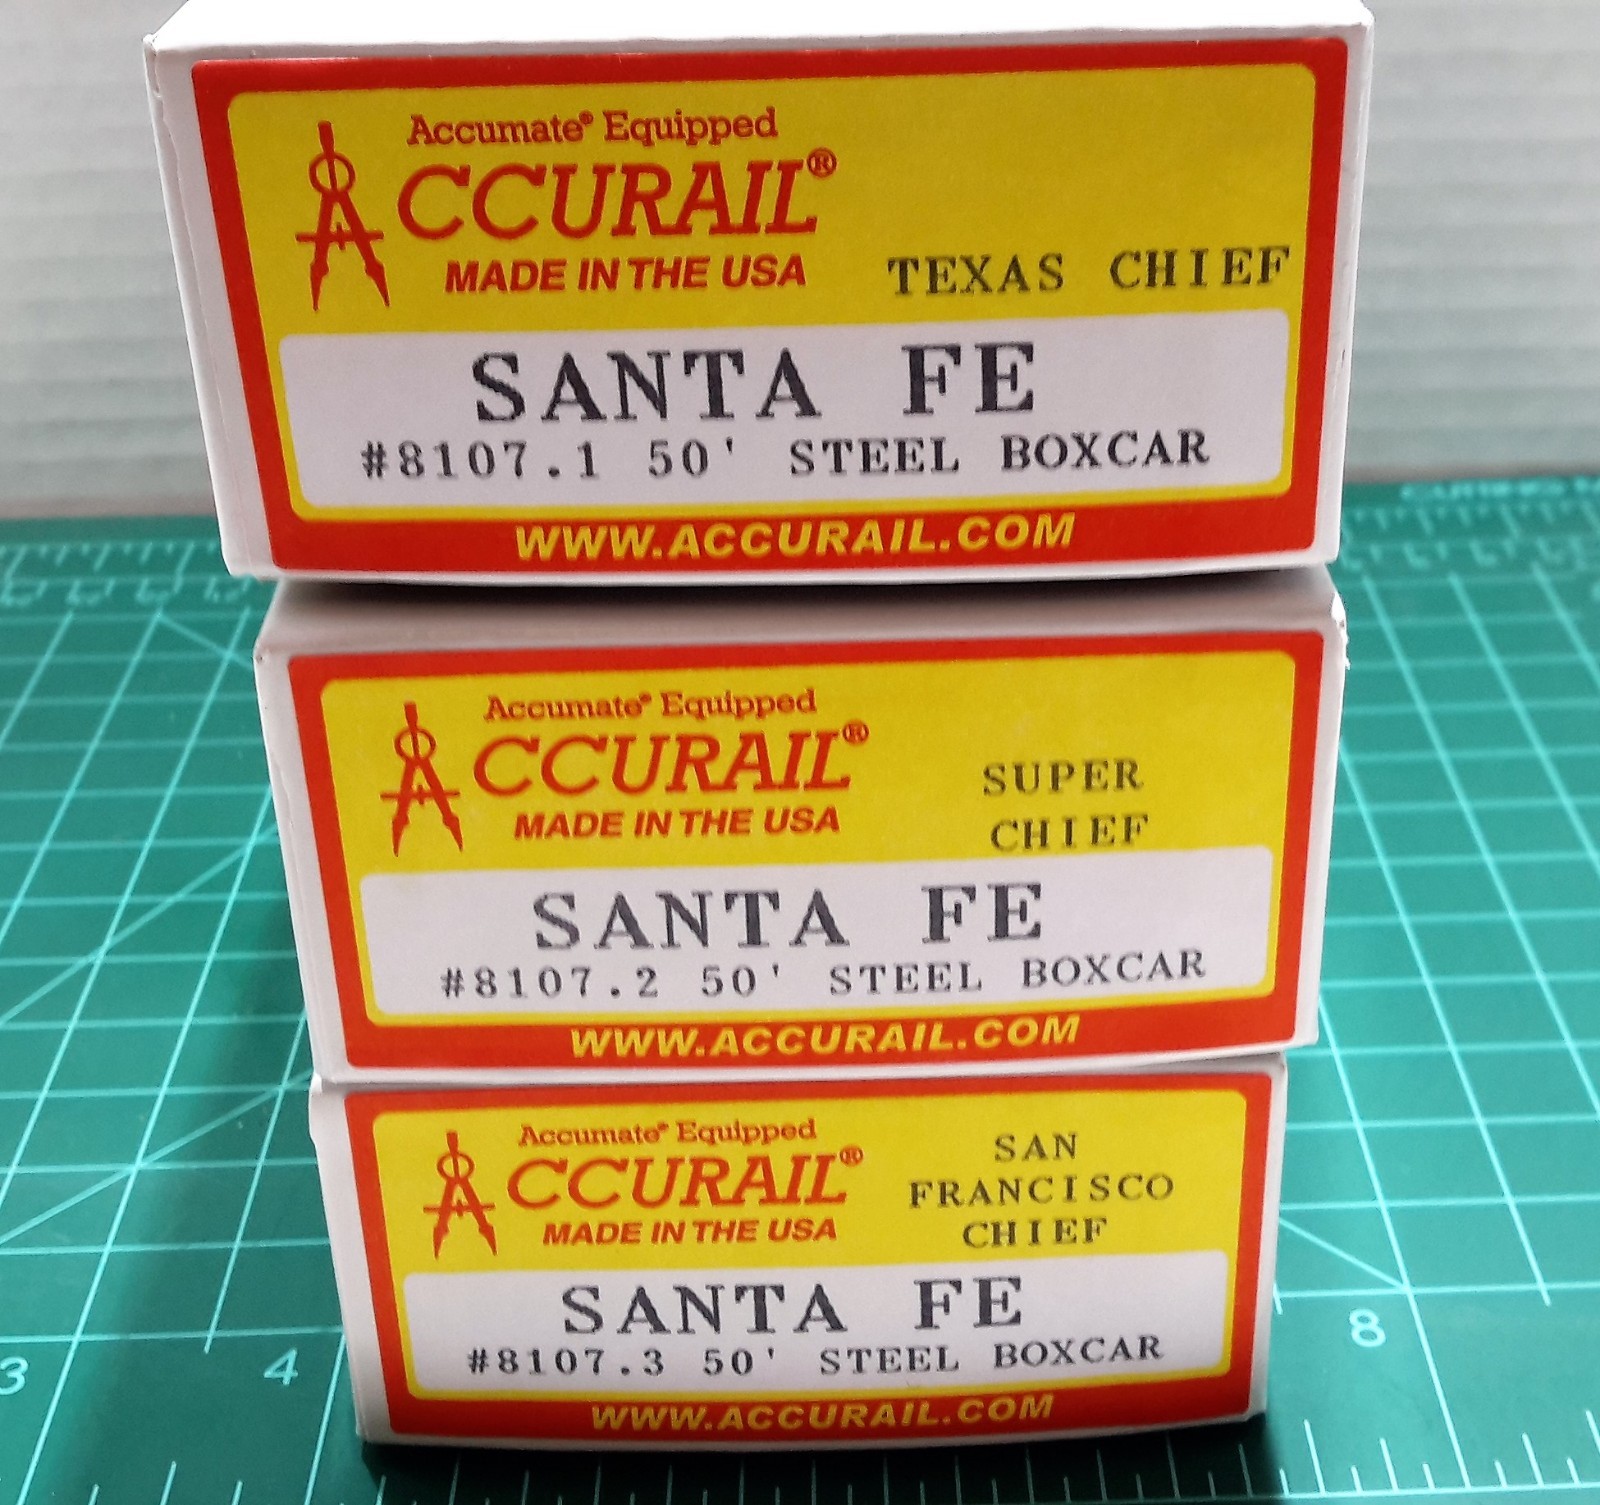 Accumate® Equipped
ACCURAIL®
MADE IN THE USA
TEXAS CHIEF
SANTA FE
#8107.1 50' STEEL BOXCAR
WWW.ACCURAIL.COM
Accumate® Equipped
ACCURAIL®
MADE IN THE USA
SUPER
CHIEF
SANTA FE
#8107.2 50' STEEL BOXCAR
WWW.ACCURAIL.COM
Accumate® Equipped
ACCURAIL®
MADE IN THE USA
SAN
FRANCISCO
CHIEF
SANTA FE
#8107.3 50' STEEL BOXCAR
WWW.ACCURAIL.COM
3
4
8